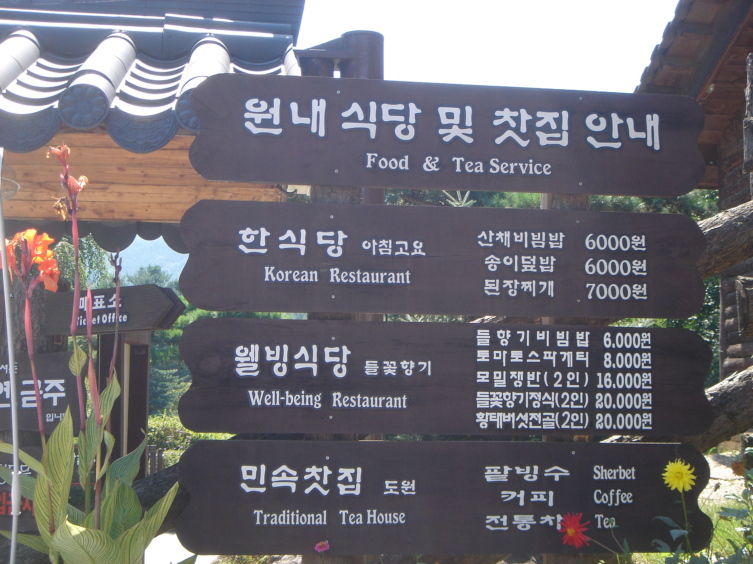 원내 식당 및 찻집 안내
Food & Tea Service
한식당 아침고요
Korean Restaurant
산채비빔밥 6000원
송이덮밥 6000원
된장찌개 7000원
매표소
Ticket Office
웰빙식당 들꽃향기
Well-being Restaurant
들향기비빔밥 6.000원
토마토스파게티 8.000원
모밀쟁반(2인) 16.000원
들꽃향기정식(2인) 20.000원
황태버섯전골(2인) 20.000원
금주
민속찻집 도원
Traditional Tea House
팥빙수 Sherbet
커피 Coffee
전통차 Tea